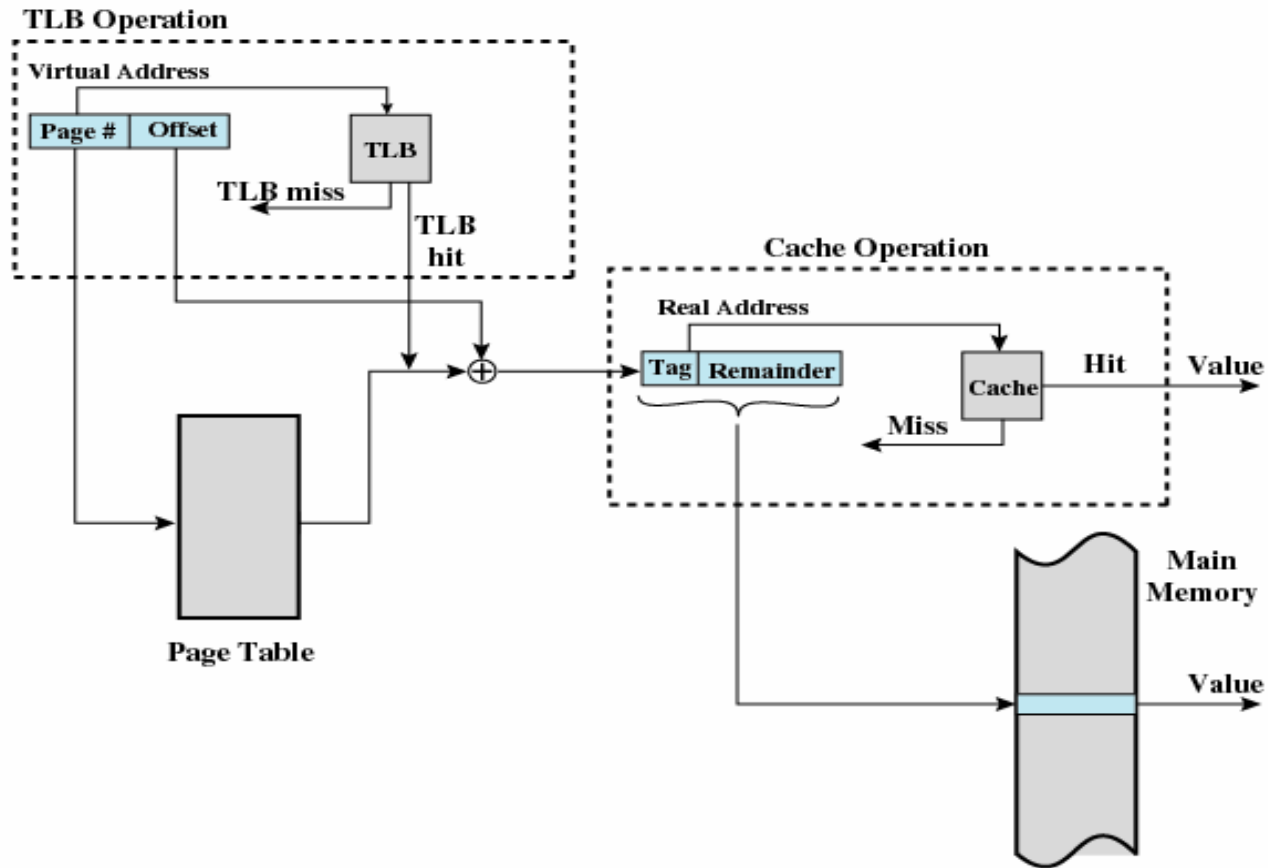 TLB Operation
Virtual Address
Page #
Offset
TLB
TLB miss
TLB
hit
Cache Operation
Real Address
Tag
Remainder
Cache
Hit
Value
Miss
Page Table
Main
Memory
Value